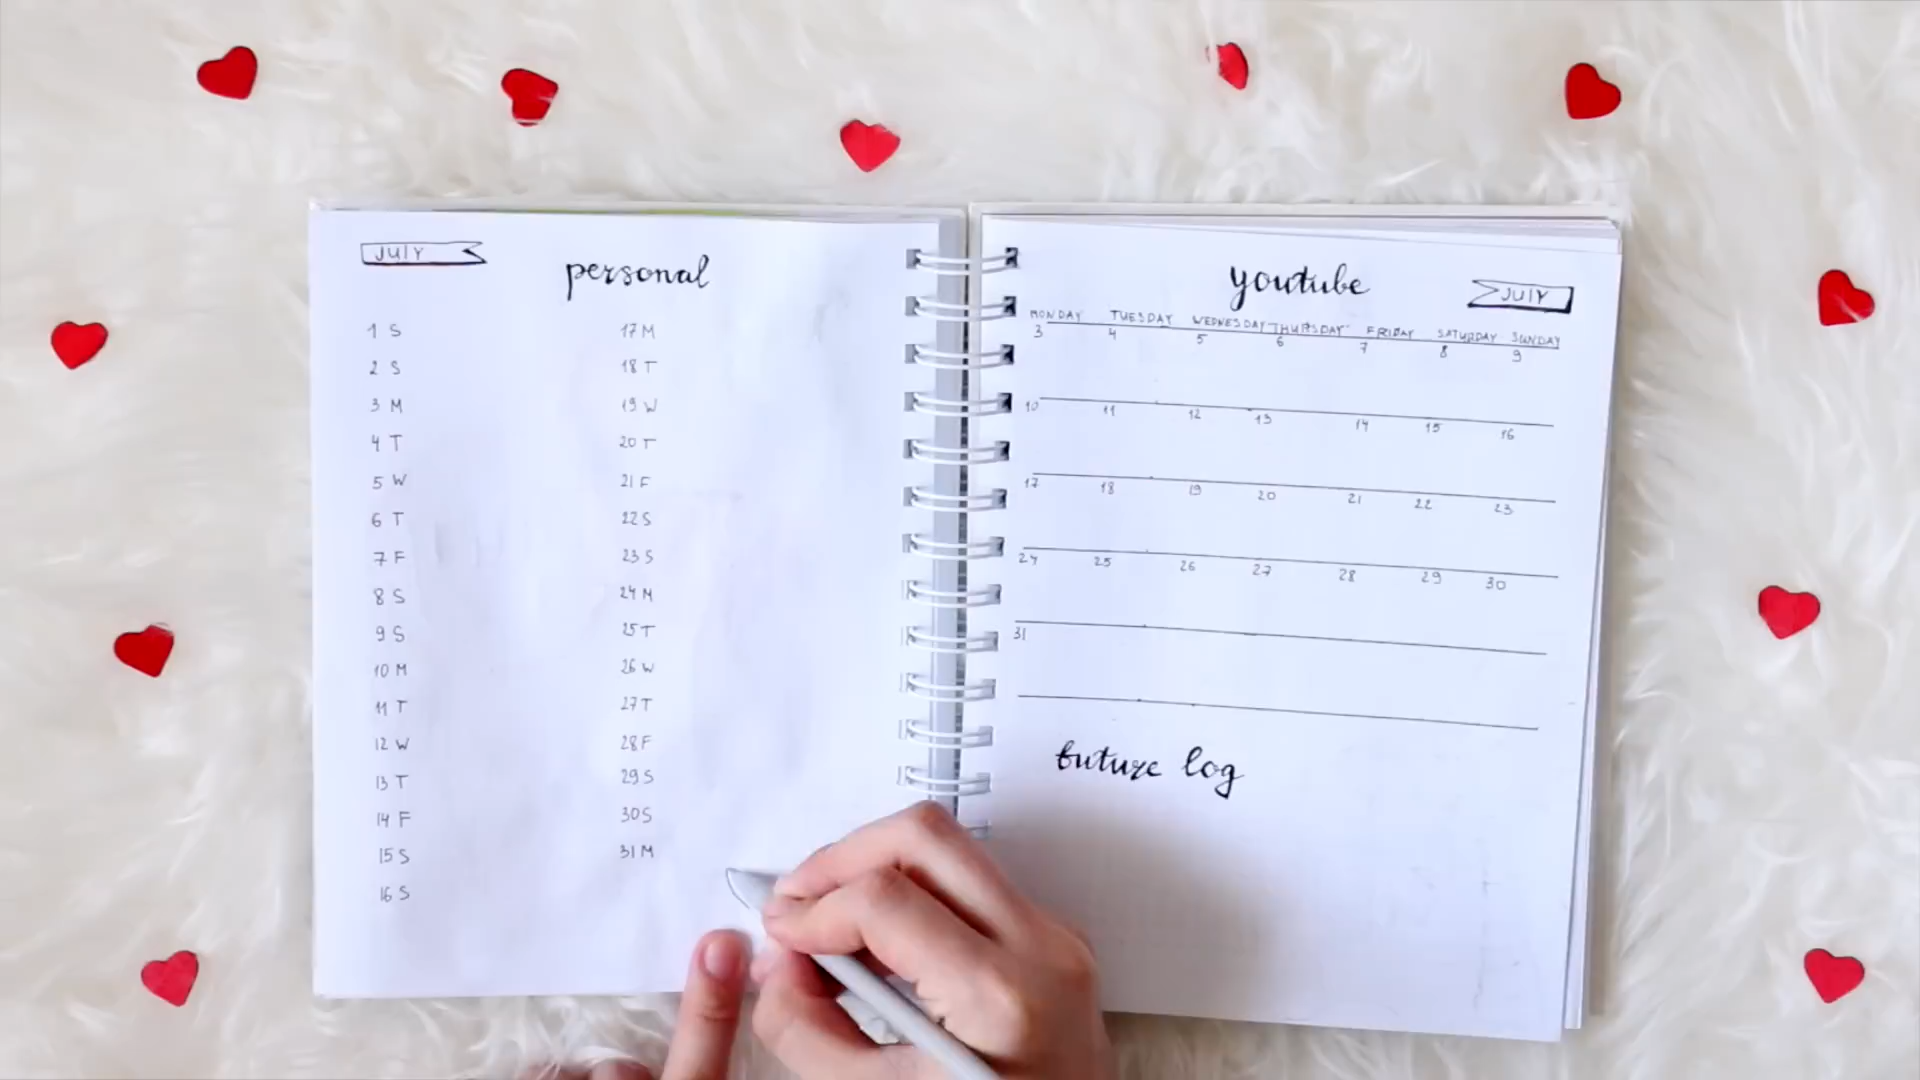 JULY
personal
1 S
2 S
3 M
4 T
5 W
6 T
7 F
8 S
9 S
10 M
11 T
12 W
13 T
14 F
15 S
16 S
17 M
18 T
19 W
20 T
21 F
22 S
23 S
24 M
25 T
26 W
27 T
28 F
29 S
30 S
31 M
youtube
JULY
MONDAY TUESDAY WEDNESDAY THURSDAY FRIDAY SATURDAY SUNDAY
3 4 5 6 7 8 9
10 11 12 13 14 15 16
17 18 19 20 21 22 23
24 25 26 27 28 29 30
31
future log